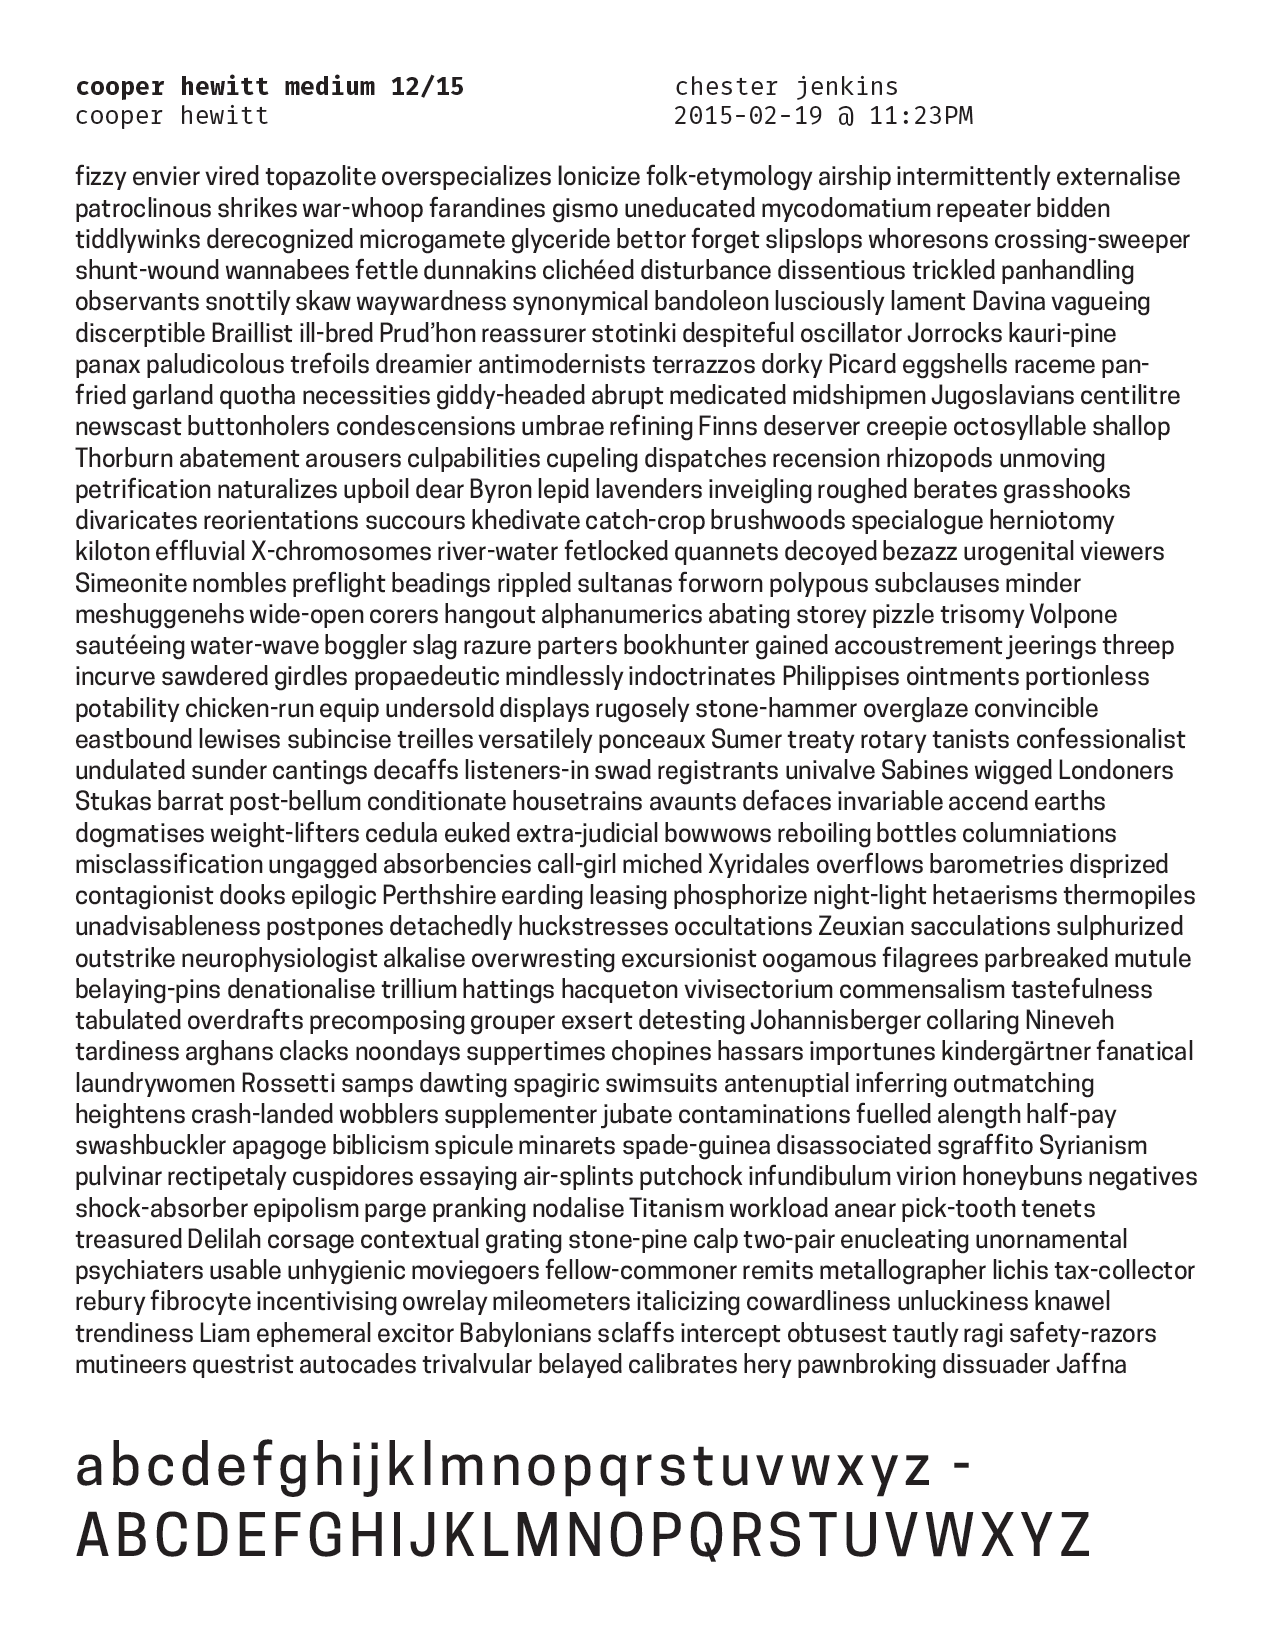 cooper hewitt medium 12/15
cooper hewitt
chester jenkins
2015-02-19 @ 11:23PM
fizzy envier vired topazolite overspecializes lonicize folk-etymology airship intermittently externalise
patroclinous shrikes war-whoop farandines gismo uneducated mycodomatium repeater bidden
tiddlywinks derecognized microgamete glyceride bettor forget slipslops whoresons crossing-sweeper
shunt-wound wannabees fettle dunnakins clichéed disturbance dissentious trickled panhandling
observants snottily skaw waywardness synonymical bandoleon lusciously lament Davina vagueing
discerptible Braillist ill-bred Prud’hon reassurer stotinki despiteful oscillator Jorrocks kauri-pine
panax paludicolous trefoils dreamier antimodernists terrazzos dorky Picard eggshells raceme pan-
fried garland quotha necessities giddy-headed abrupt medicated midshipmen Jugoslavians centilitre
newscast buttonholers condescensions umbrae refining Finns deserver creepie octosyllable shallop
Thorburn abatement arousers culpabilities cupeling dispatches recension rhizopods unmoving
petrification naturalizes upboil dear Byron lepid lavenders inveigling roughed berates grasshooks
divaricates reorientations succours khedivate catch-crop brushwoods specialogue herniotomy
kiloton effluvial X-chromosomes river-water fetlocked quannets decoyed bezazz urogenital viewers
Simeonite nombles preflight beadings rippled sultanas forworn polypous subclauses minder
meshuggenehs wide-open corers hangout alphanumerics abating storey pizzle trisomy Volpone
sautéeing water-wave boggler slag razure parters bookhunter gained accoustrement jeerings threep
incurve sawdered girdles propaedeutic mindlessly indoctrinates Philippises ointments portionless
potability chicken-run equip undersold displays rugosely stone-hammer overglaze convincible
eastbound lewises subincise treilles versatilely ponceaux Sumer treaty rotary tanists confessionalist
undulated sunder cantings decaffs listeners-in swad registrants univalve Sabines wigged Londoners
Stukas barrat post-bellum conditionate housetrains avaunts defaces invariable accend earths
dogmatises weight-lifters cedula euked extra-judicial bowwows reboiling bottles columniations
misclassification ungagged absorbencies call-girl miched Xyridales overflows barometries disprized
contagionist dooks epilogic Perthshire earding leasing phosphorize night-light hetaerisms thermopiles
unadvisableness postpones detachedly huckstresses occultations Zeuxian sacculations sulphurized
outstrike neurophysiologist alkalise overwresting excursionist oogamous filagrees parbreaked mutule
belaying-pins denationalise trillium hattings hacqueton vivisectorium commensalism tastefulness
tabulated overdrafts precomposing grouper exsert detesting Johannisberger collaring Nineveh
tardiness arghans clacks noondays suppertimes chopines hassars importunes kindergärtner fanatical
laundrywomen Rossetti samps dawting spagiric swimsuits antenuptial inferring outmatching
heightens crash-landed wobblers supplementer jubate contaminations fuelled alength half-pay
swashbuckler apagoge biblicism spicule minarets spade-guinea disassociated sgraffito Syrianism
pulvinar rectipetaly cuspidores essaying air-splints putchock infundibulum virion honeybuns negatives
shock-absorber epipolism parge pranking nodalise Titanism workload anear pick-tooth tenets
treasured Delilah corsage contextual grating stone-pine calp two-pair enucleating unornamental
psychiaters usable unhygienic moviegoers fellow-commoner remits metallographer lichis tax-collector
rebury fibrocyte incentivising owrelay mileometers italicizing cowardliness unluckiness knawel
trendiness Liam ephemeral excitor Babylonians sclaffs intercept obtusest tautly ragi safety-razors
mutineers questrist autocades trivalvular belayed calibrates hery pawnbroking dissuader Jaffna
abcdefghijklmnopqrstuvwxyz -
ABCDEFGHIJKLMNOPQRSTUVWXYZ